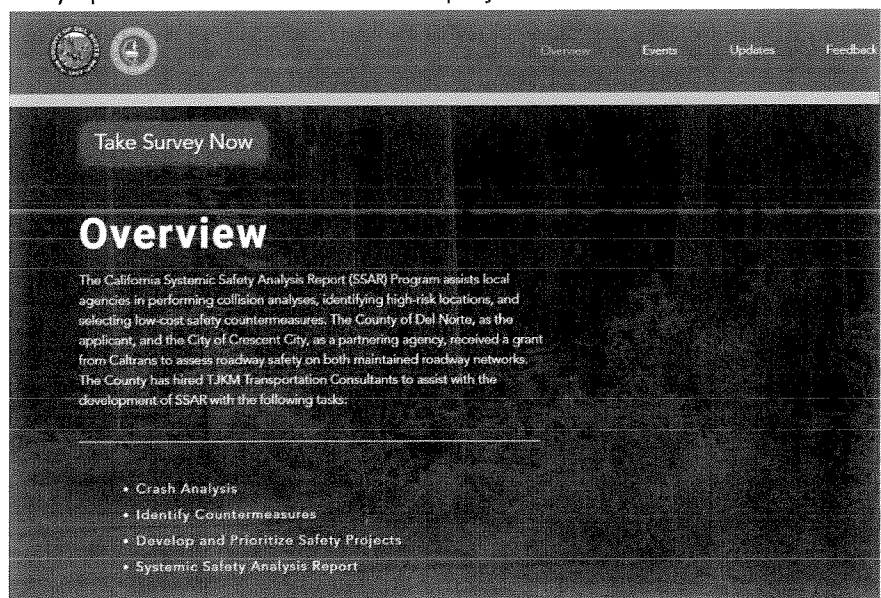 Overview Events Updates Feedback
Take Survey Now
Overview
The California Systemic Safety Analysis Report (SSAR) Program assists local
agencies in performing collision analyses, identifying high-risk locations, and
selecting low-cost safety countermeasures. The County of Del Norte, as the
applicant, and the City of Crescent City, as a partnering agency, received a grant
from Caltrans to assess roadway safety on both maintained roadway networks.
The County has hired TJKM Transportation Consultants to assist with the
development of SSAR with the following tasks:
• Crash Analysis
• Identify Countermeasures
• Develop and Prioritize Safety Projects
• Systemic Safety Analysis Report